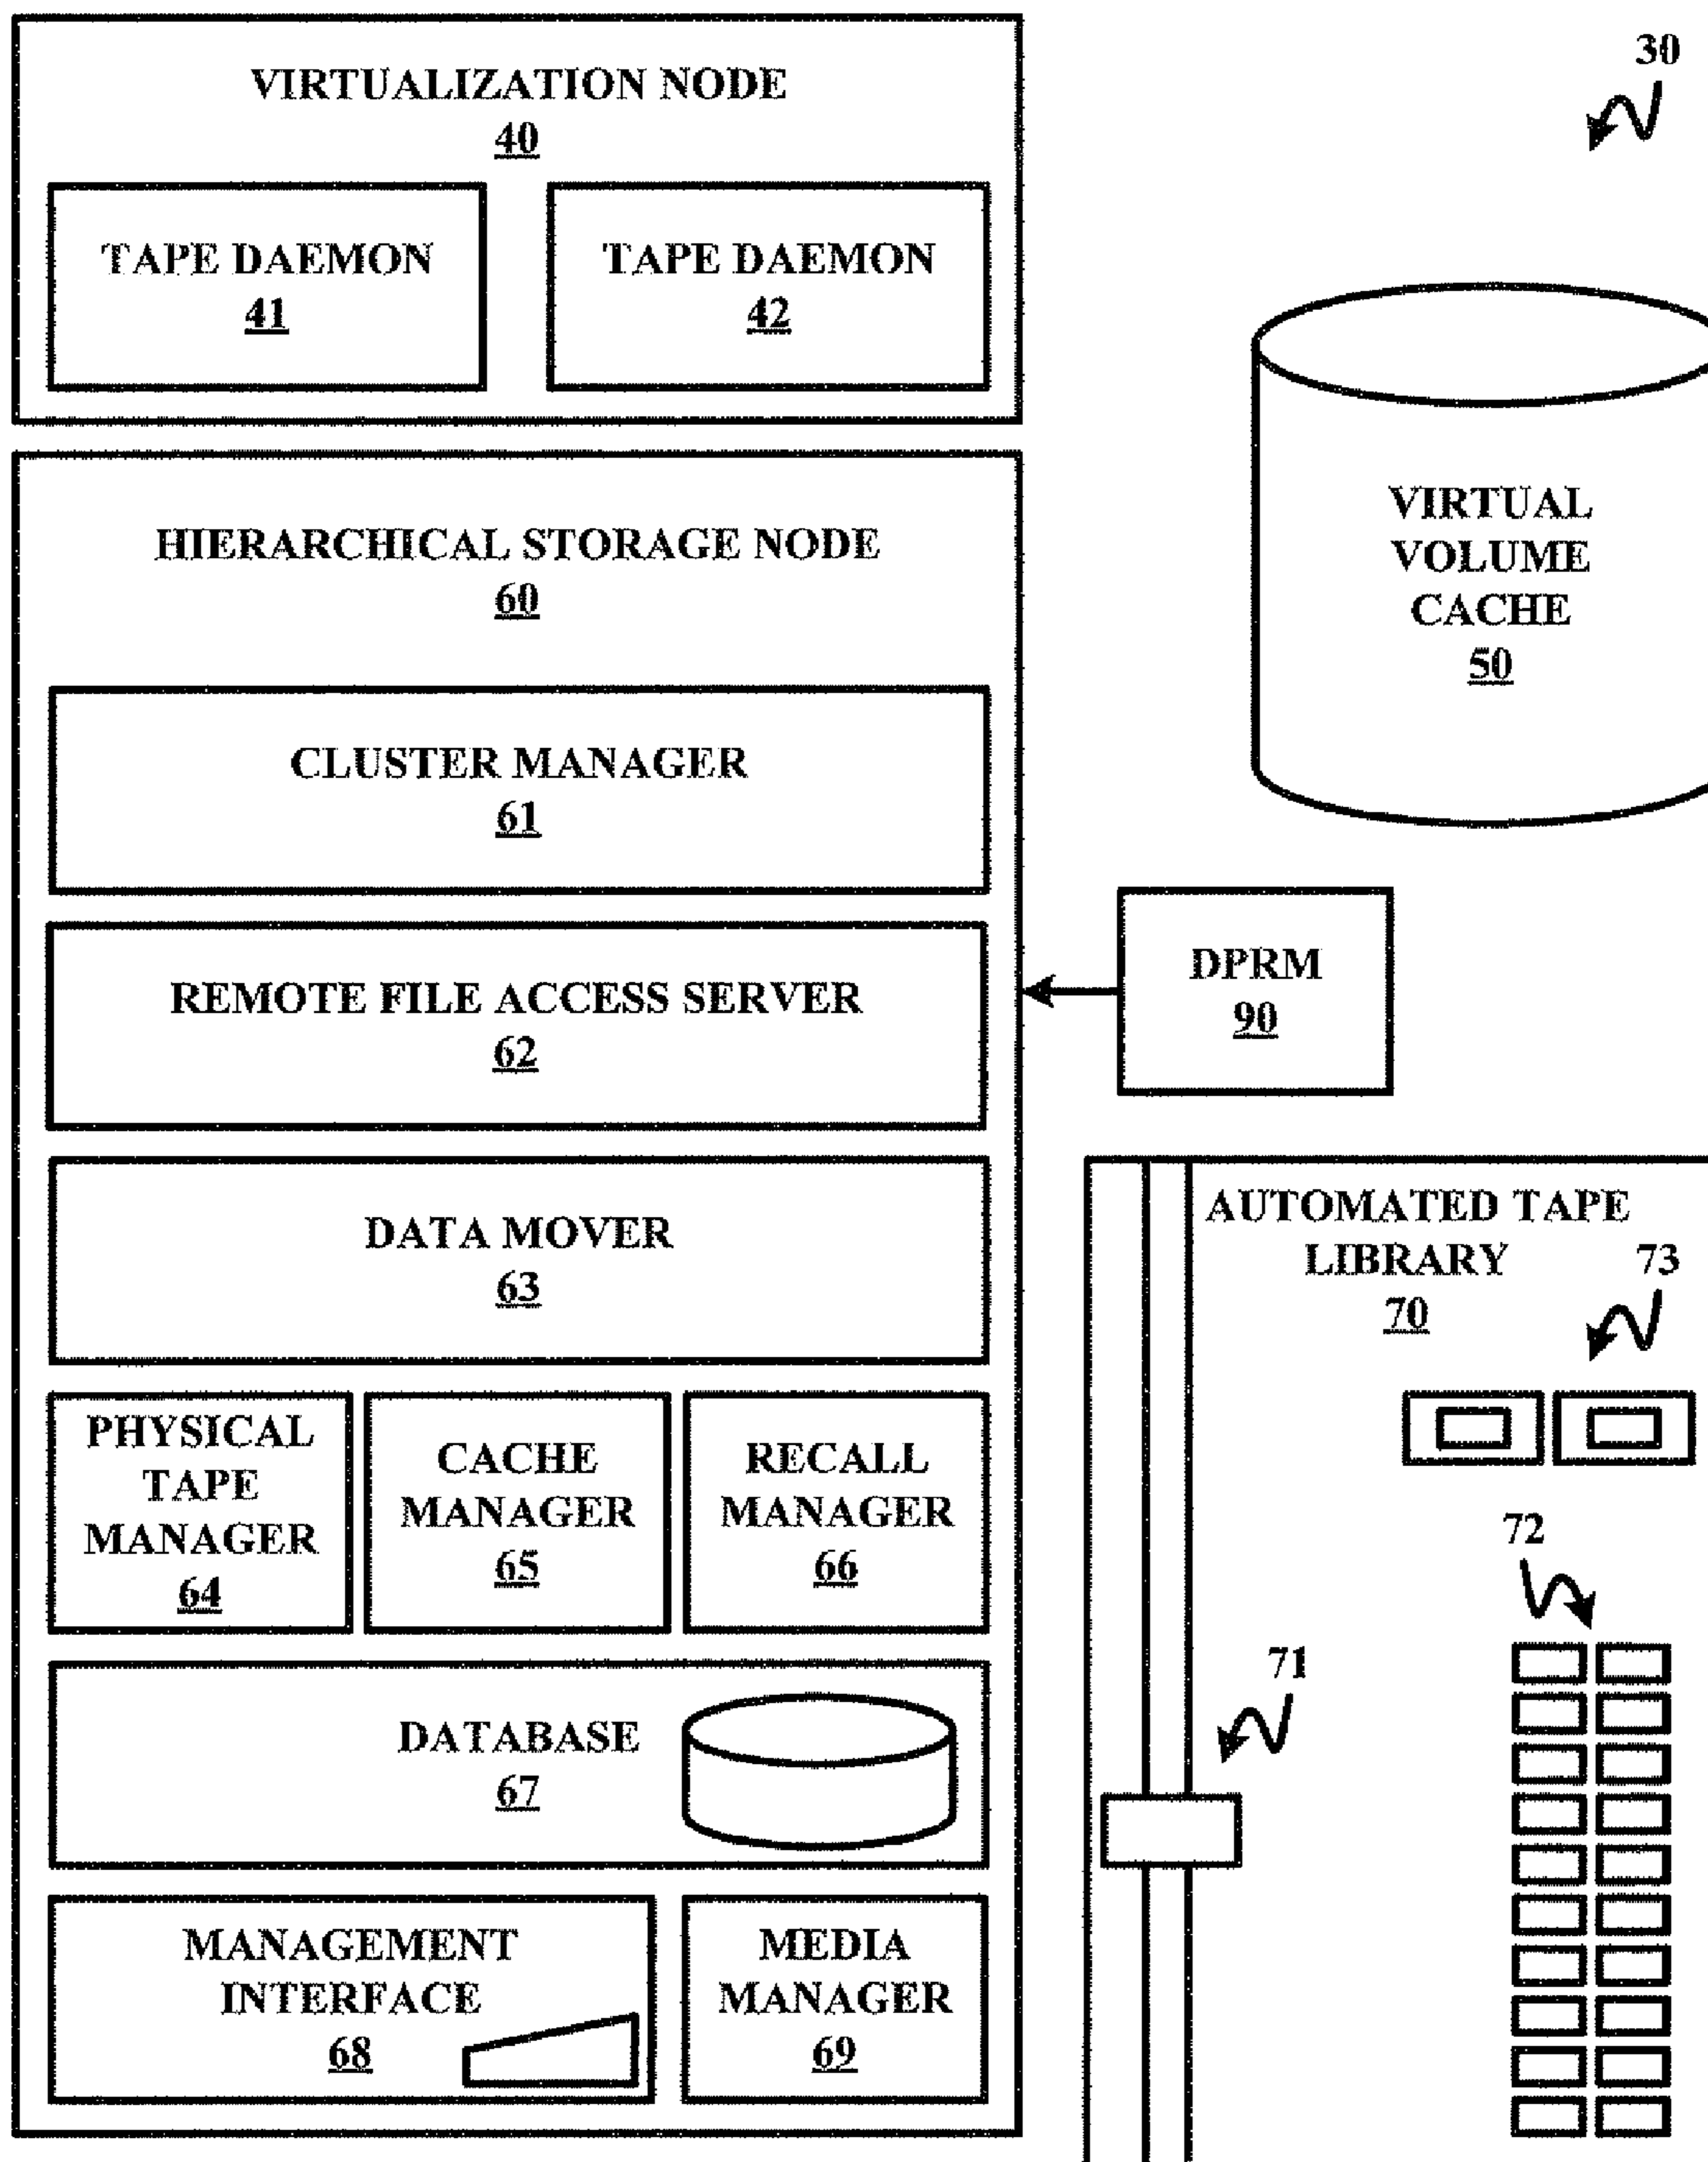 VIRTUALIZATION NODE
40
TAPE DAEMON
41
TAPE DAEMON
42
30
VIRTUAL
VOLUME
CACHE
50
HIERARCHICAL STORAGE NODE
60
CLUSTER MANAGER
61
REMOTE FILE ACCESS SERVER
62
DPRM
90
DATA MOVER
63
PHYSICAL
TAPE
MANAGER
64
CACHE
MANAGER
65
RECALL
MANAGER
66
DATABASE
67
MANAGEMENT
INTERFACE
68
MEDIA
MANAGER
69
AUTOMATED TAPE
LIBRARY
70
73
72
71